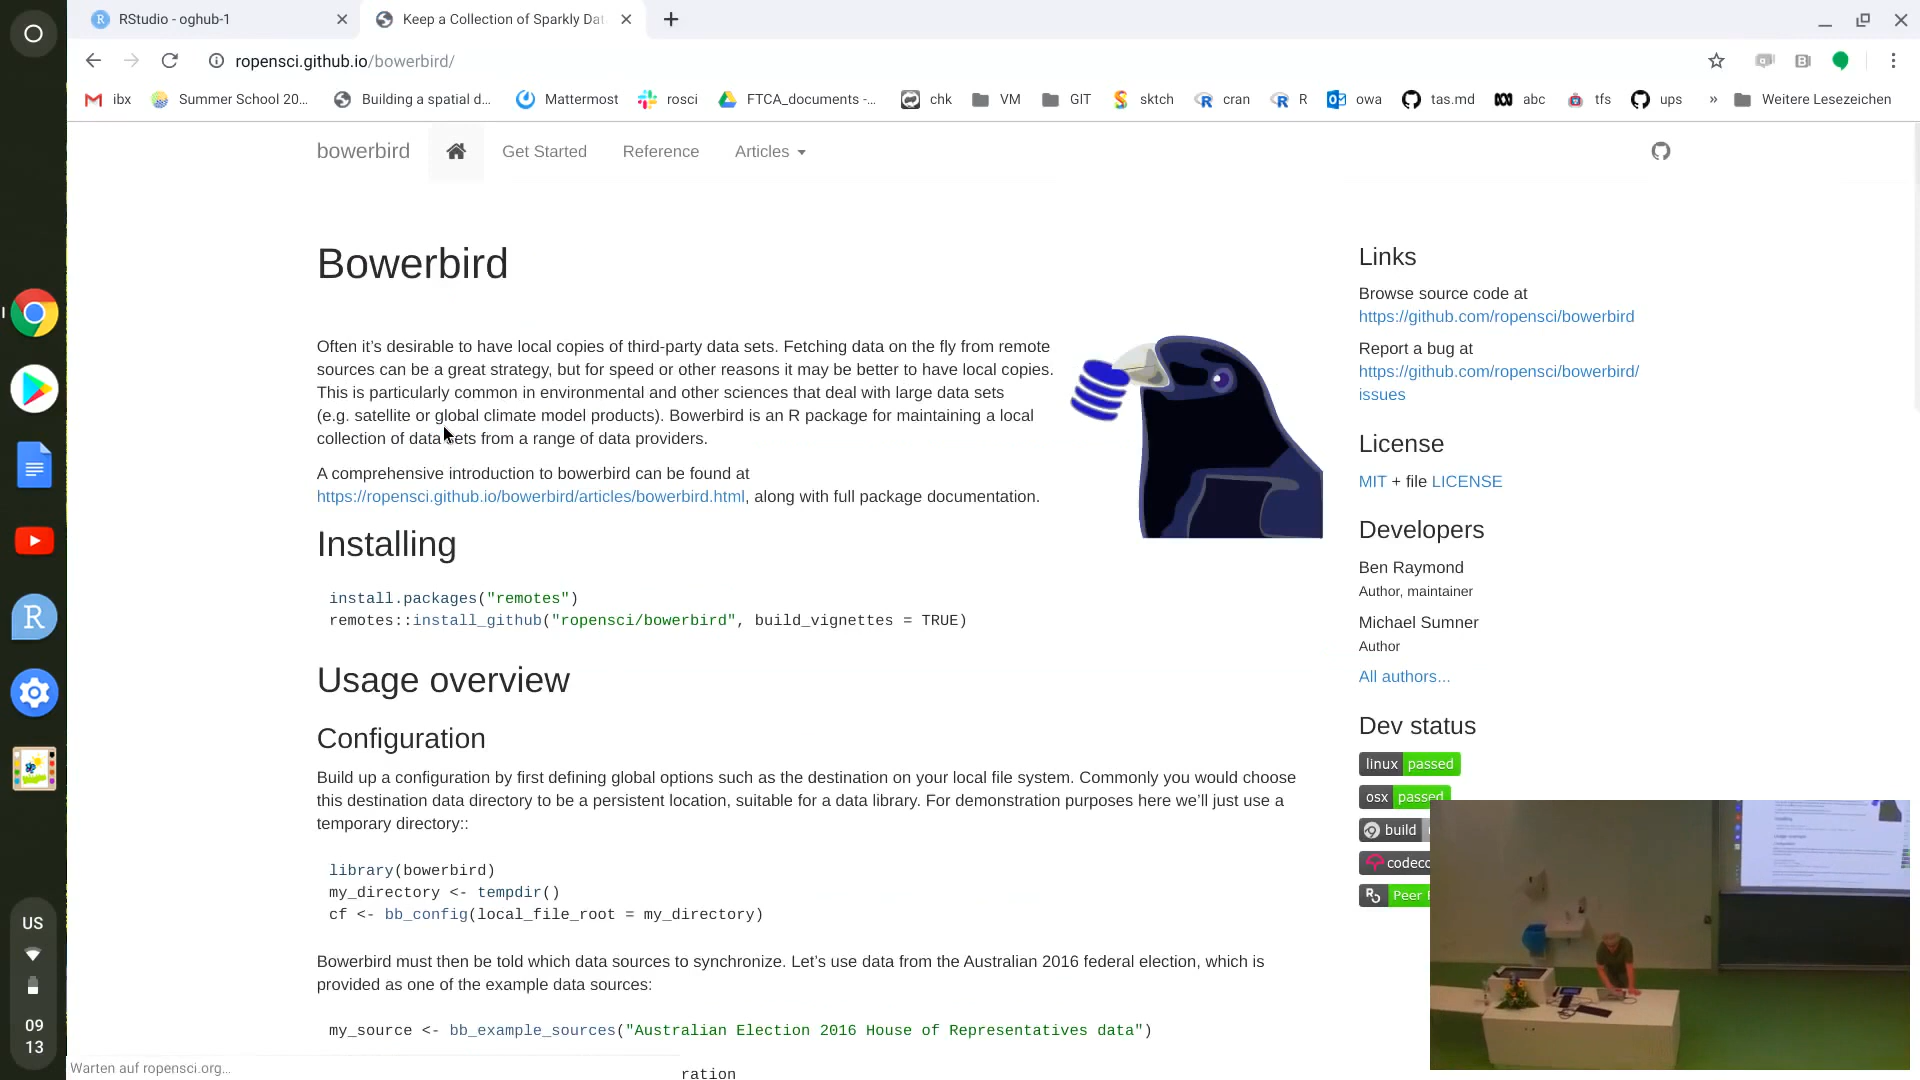 RStudio - oghub-1
Keep a Collection of Sparkly Dat
ropensci.github.io/bowerbird/
ibx
Summer School 20...
Building a spatial d...
Mattermost
rosci
FTCA_documents -...
chk
VM
GIT
sktch
cran
R
owa
tas.md
abc
tfs
ups
»
Weitere Lesezeichen
bowerbird
Get Started
Reference
Articles
Bowerbird
Often it’s desirable to have local copies of third-party data sets. Fetching data on the fly from remote
sources can be a great strategy, but for speed or other reasons it may be better to have local copies.
This is particularly common in environmental and other sciences that deal with large data sets
(e.g. satellite or global climate model products). Bowerbird is an R package for maintaining a local
collection of data sets from a range of data providers.
A comprehensive introduction to bowerbird can be found at
https://ropensci.github.io/bowerbird/articles/bowerbird.html, along with full package documentation.
Installing
install.packages("remotes")
remotes::install_github("ropensci/bowerbird", build_vignettes = TRUE)
Usage overview
Configuration
Build up a configuration by first defining global options such as the destination on your local file system. Commonly you would choose
this destination data directory to be a persistent location, suitable for a data library. For demonstration purposes here we’ll just use a
temporary directory::
library(bowerbird)
my_directory <- tempdir()
cf <- bb_config(local_file_root = my_directory)
Bowerbird must then be told which data sources to synchronize. Let’s use data from the Australian 2016 federal election, which is
provided as one of the example data sources:
my_source <- bb_example_sources("Australian Election 2016 House of Representatives data")
ration
Links
Browse source code at
https://github.com/ropensci/bowerbird
Report a bug at
https://github.com/ropensci/bowerbird/
issues
License
MIT + file LICENSE
Developers
Ben Raymond
Author, maintainer
Michael Sumner
Author
All authors...
Dev status
linux passed
osx passed
build
codeco
Peer
US
09
13
Warten auf ropensci.org...